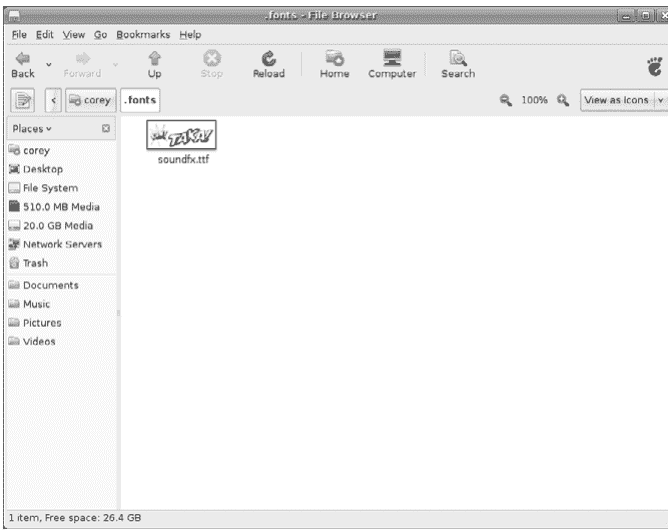 .fonts - File Browser
File Edit View Go Bookmarks Help
Back Forward Up Stop Reload Home Computer Search
< corey .fonts 100% View as Icons
Places
TAKA!
soundfx.ttf
corey
Desktop
File System
510.0 MB Media
20.0 GB Media
Network Servers
Trash
Documents
Music
Pictures
Videos
1 item, Free space: 26.4 GB